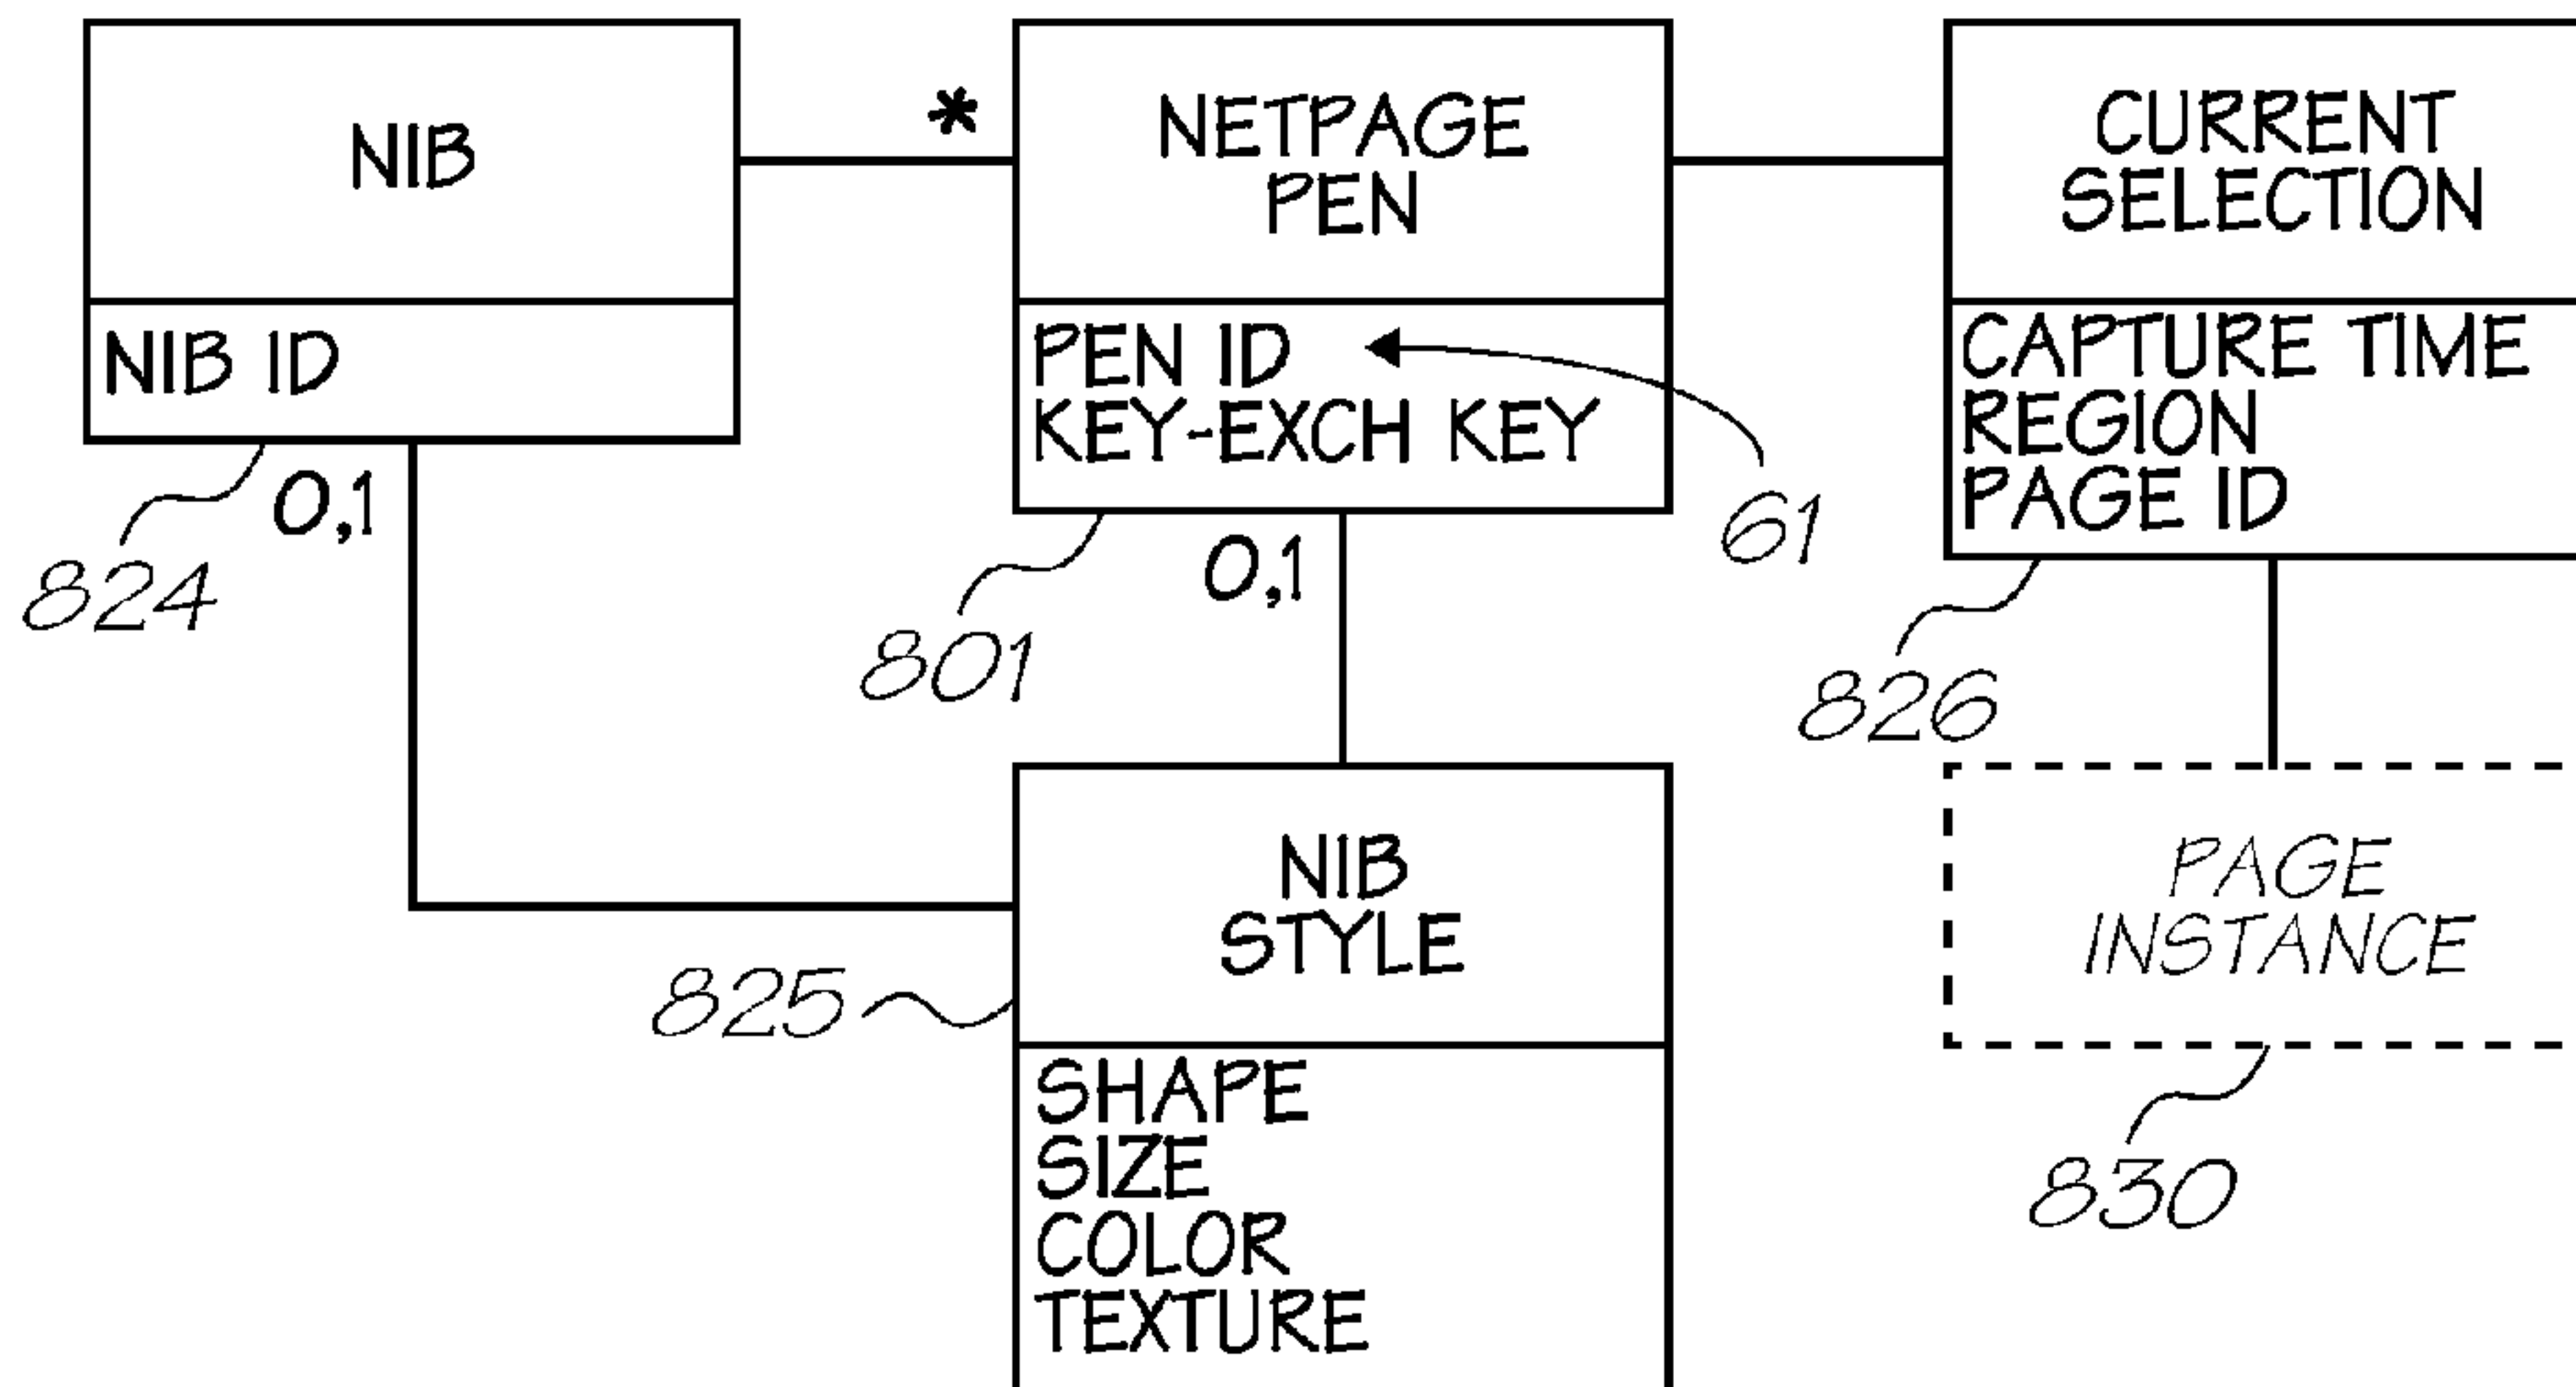 NIB
NIB ID
824
0,1
*
NETPAGE
PEN
PEN ID
KEY-EXCH KEY
61
801
0,1
CURRENT
SELECTION
CAPTURE TIME
REGION
PAGE ID
826
NIB
STYLE
825
SHAPE
SIZE
COLOR
TEXTURE
PAGE
INSTANCE
830